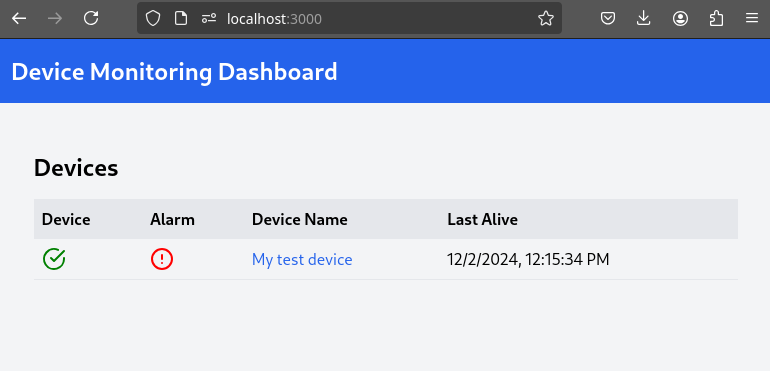 localhost:3000
Device Monitoring Dashboard
Devices
Device Alarm Device Name Last Alive
My test device 12/2/2024, 12:15:34 PM